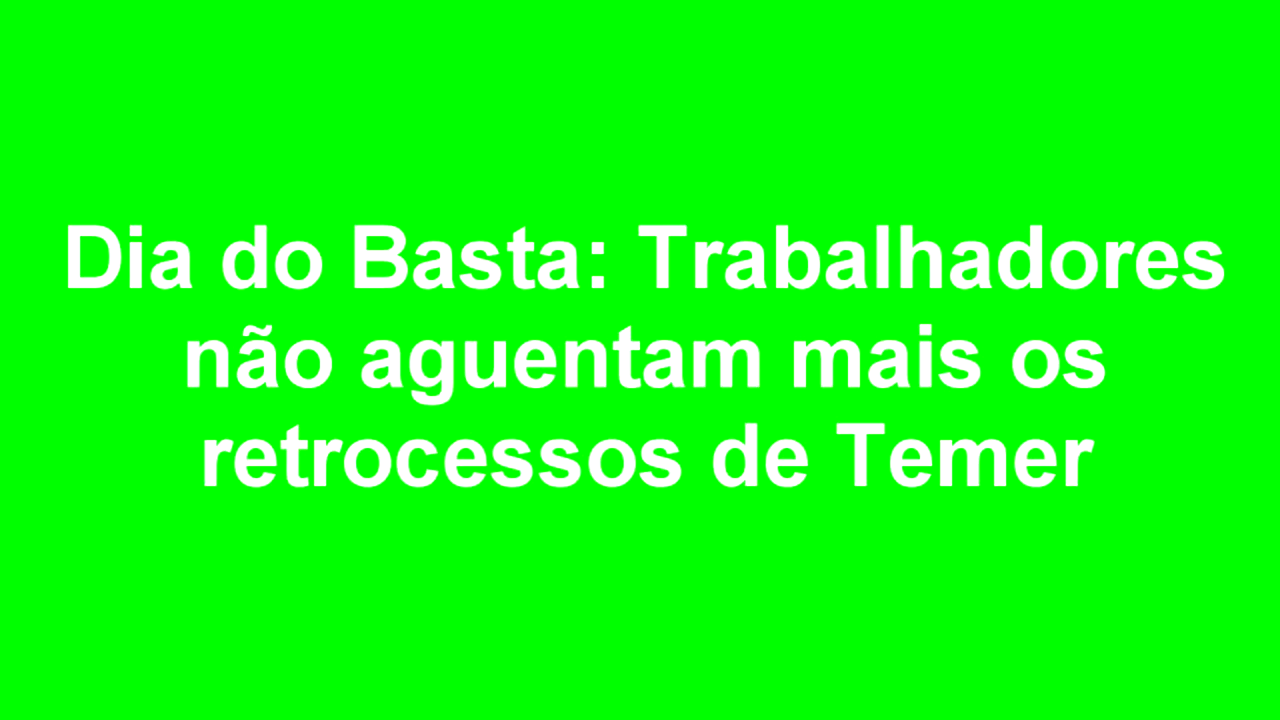 Dia do Basta: Trabalhadores
não aguentam mais os
retrocessos de Temer